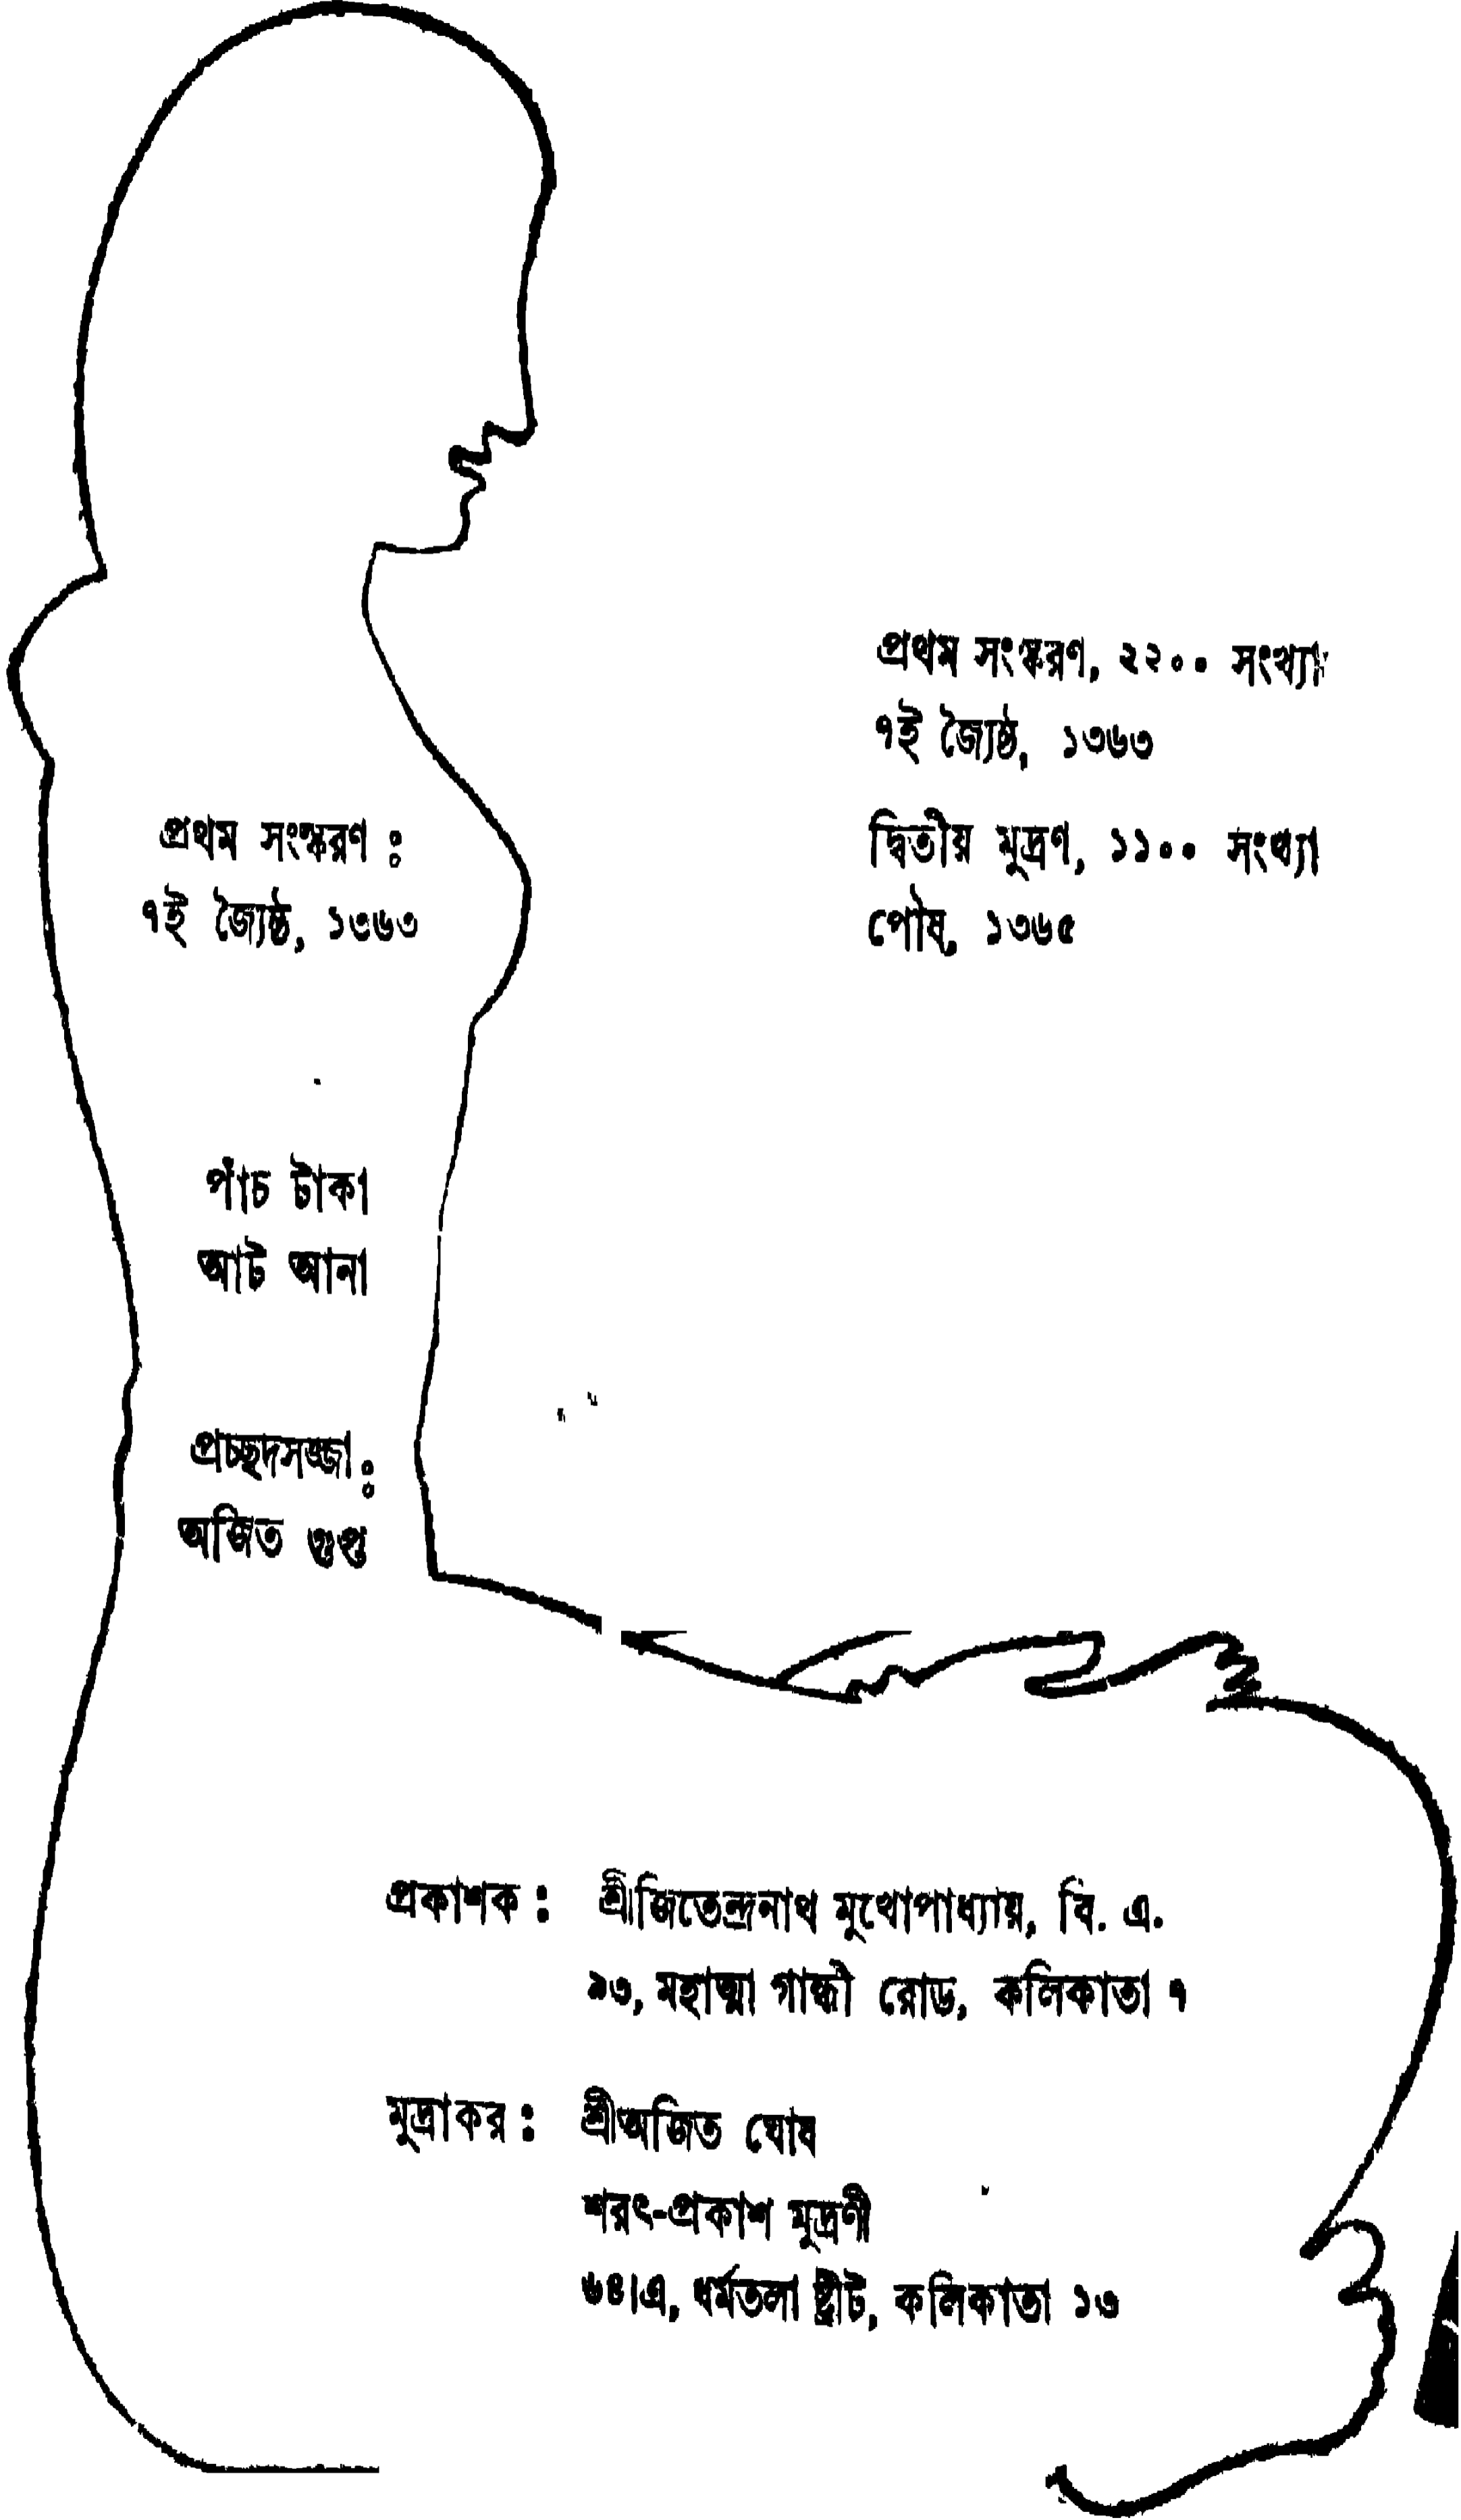 প্রথম সংস্করণ, ২২০০ সংখ্যা
৭ই জ্যৈষ্ঠ, ১৩৬৩
দ্বিতীয় মুদ্রণ, ১১০০ সংখ্যা
পৌষ, ১৩৬৫
প্রথম সংস্করণ :
৭ই জ্যৈষ্ঠ, ১৩৬৩
পাঁচ টাকা
আট আনা
প্রচ্ছদসজ্জা :
অজিত গুপ্ত
প্রকাশক : শ্রীজিতেন্দ্রনাথ মুখোপাধ্যায়, বি. এ.
৯৩, মহাত্মা গান্ধী রোড, কলিকাতা ৭
মুদ্রাকর : শ্রীঅজিত ঘোষ
শরৎ-প্রকাশ মুদ্রণী
৬৪।এ, ধর্মতলা স্ট্রীট, কলিকাতা ১৩